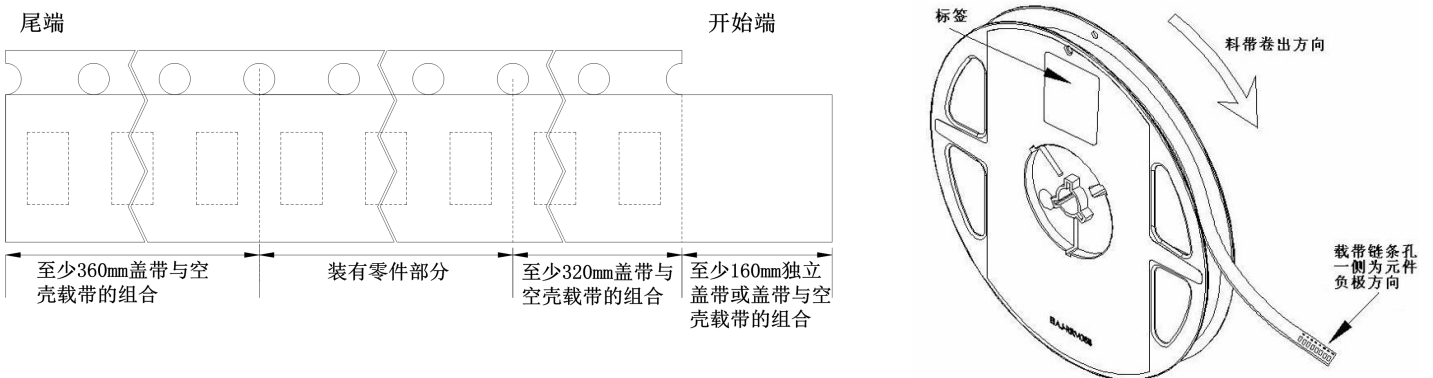 尾端
开始端
至少360mm盖带与空
壳载带的组合
装有零件部分
至少320mm盖带与
空壳载带的组合
至少160mm独立
盖带或盖带与空
壳载带的组合
标签
料带卷出方向
载带链条孔
一侧为元件
负极方向